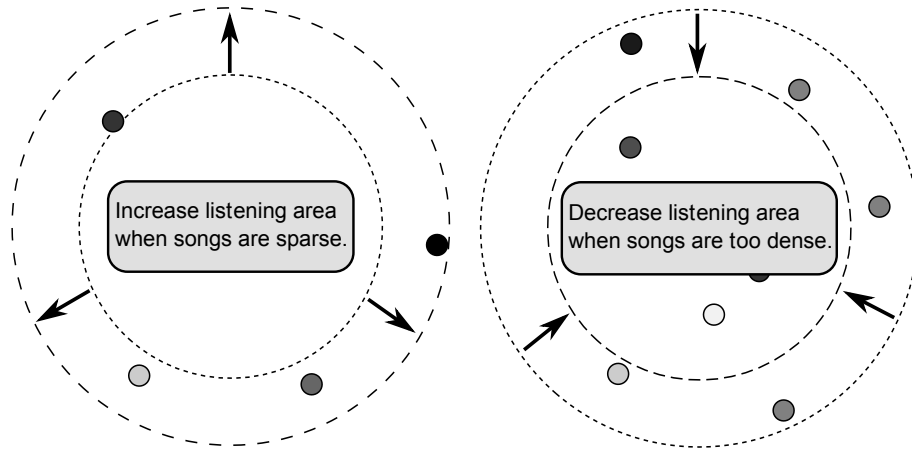 Increase listening area
when songs are sparse.
Decrease listening area
when songs are too dense.